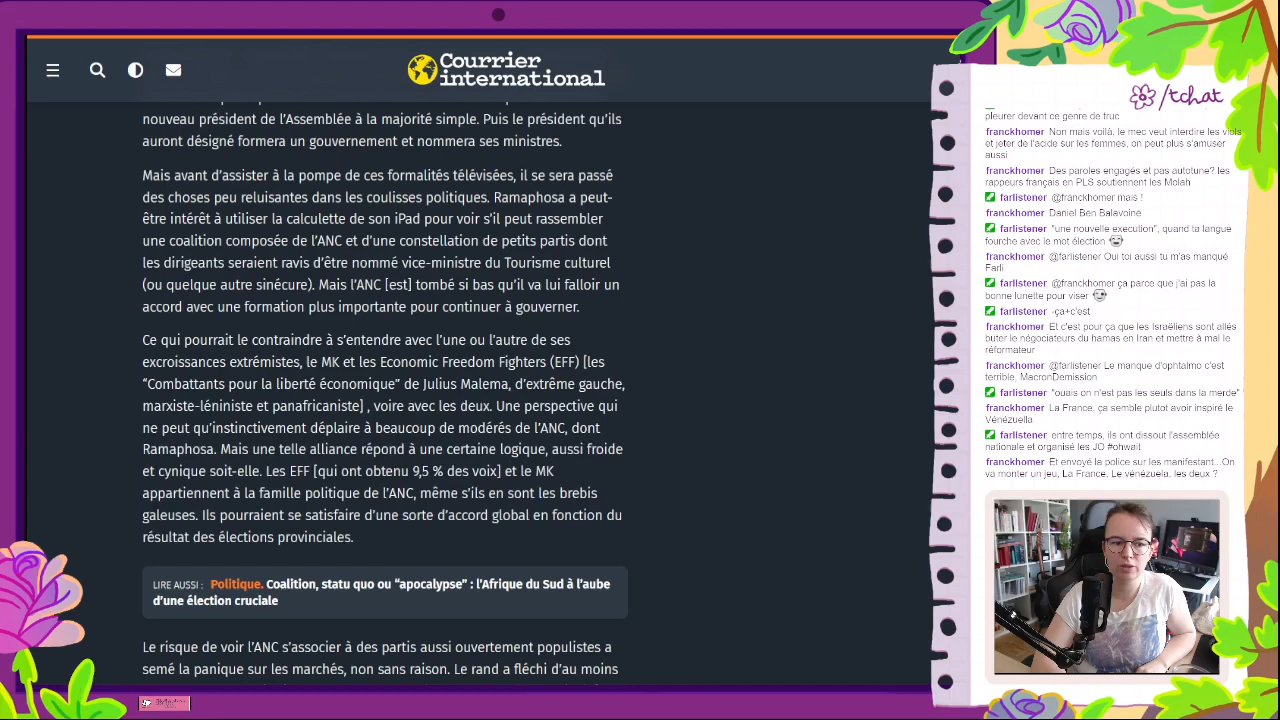 Courrier
international
nouveau président de l'Assemblée à la majorité simple. Puis le président qu'ils
auront désigné formera un gouvernement et nommera ses ministres.
Mais avant d'assister à la pompe de ces formalités télévisées, il se sera passé
des choses peu reluisantes dans les coulisses politiques. Ramaphosa a peut-
être intérêt à utiliser la calculette de son iPad pour voir s'il peut rassembler
une coalition composée de l'ANC et d'une constellation de petits partis dont
les dirigeants seraient ravis d'être nommé vice-ministre du Tourisme culturel
(ou quelque autre sinécure). Mais l'ANC [est] tombé si bas qu'il va lui falloir un
accord avec une formation plus importante pour continuer à gouverner.
Ce qui pourrait le contraindre à s'entendre avec l'une ou l'autre de ses
excroissances extrémistes, le MK et les Economic Freedom Fighters (EFF) [les
“Combattants pour la liberté économique” de Julius Malema, d'extrême gauche,
marxiste-léniniste et panafricaniste] , voire avec les deux. Une perspective qui
ne peut qu'instinctivement déplaire à beaucoup de modérés de l'ANC, dont
Ramaphosa. Mais une telle alliance répond à une certaine logique, aussi froide
et cynique soit-elle. Les EFF [qui ont obtenu 9,5 % des voix] et le MK
appartiennent à la famille politique de l'ANC, même s'ils en sont les brebis
galeuses. Ils pourraient se satisfaire d'une sorte d'accord global en fonction du
résultat des élections provinciales.
LIRE AUSSI : Politique. Coalition, statu quo ou “apocalypse” : l'Afrique du Sud à l'aube
d'une élection cruciale
Le risque de voir l'ANC s'associer à des partis aussi ouvertement populistes a
semé la panique sur les marchés, non sans raison. Le rand a fléchi d'au moins
/tchat
pleurer devant ce genre de truc
franckhomer Non mais voilà, le mec veut interdire les viols
et jeter de l'acide sur les femmes, on peut plus s'amuser
aussi
franckhomer Des paroles engagés et pas autotune? les
rappeurs français en PLS soutiennent les Molah
farlistener @franckhomer mais !
franckhomer Daniel Ben Balavoine
farlistener "une nouvelle execution", quand ta langue
fourche avec le mot élection
franckhomer @farlistener Oui toi aussi tu m'as manqué
Farli
farlistener @franckhomer ça parce que j'ai pas la
bonne lunette pour viser
farlistener -ça+c'est
franckhomer Et c'est pour ça que les Israéliens sont allés
buter le négociateurs du hamas en Iran et mettre à mal le
réformateur
franckhomer @farlistener Le manque d'ophtalmo c'est
terrible, MacronDemission
farlistener "ouais on n'est pas les seuls dans la merde"
franckhomer La France, ça semble plutot avoir inspiré le
Vénézuella
farlistener entre temps, ils ont dissout l'assemblée
nationale et organisé les JO #ohwait
franckhomer Et envoyé la police sur les manifestant...On
va monter un jeu, La France, Le vénézuela, les deux ?